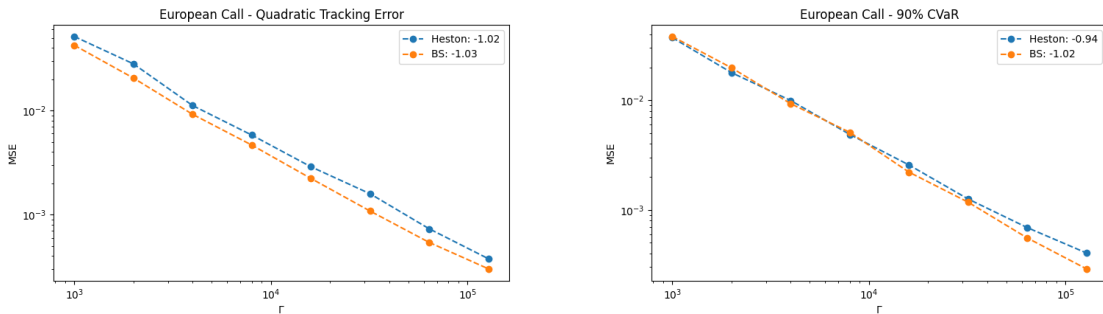 European Call - Quadratic Tracking Error
Heston: -1.02
BS: -1.03
10⁻²
10⁻³
MSE
10³
10⁴
10⁵
Γ
European Call - 90% CVaR
Heston: -0.94
BS: -1.02
10⁻²
10⁻³
MSE
10³
10⁴
10⁵
Γ